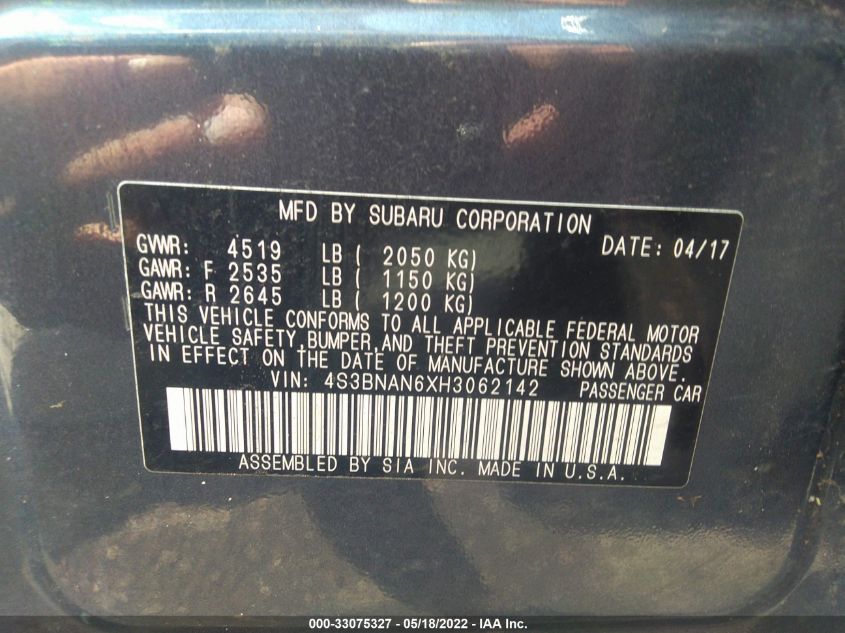 MFD BY SUBARU CORPORATION
GVWR: 4519 LB ( 2050 KG) DATE: 04/17
GAWR: F 2535 LB ( 1150 KG)
GAWR: R 2645 LB ( 1200 KG)
THIS VEHICLE CONFORMS TO ALL APPLICABLE FEDERAL MOTOR
VEHICLE SAFETY, BUMPER, AND THEFT PREVENTION STANDARDS
IN EFFECT ON THE DATE OF MANUFACTURE SHOWN ABOVE.
VIN: 4S3BNAN6XH3062142 PASSENGER CAR
ASSEMBLED BY SIA INC. MADE IN U.S.A.
000-33075327 - 05/18/2022 - IAA Inc.